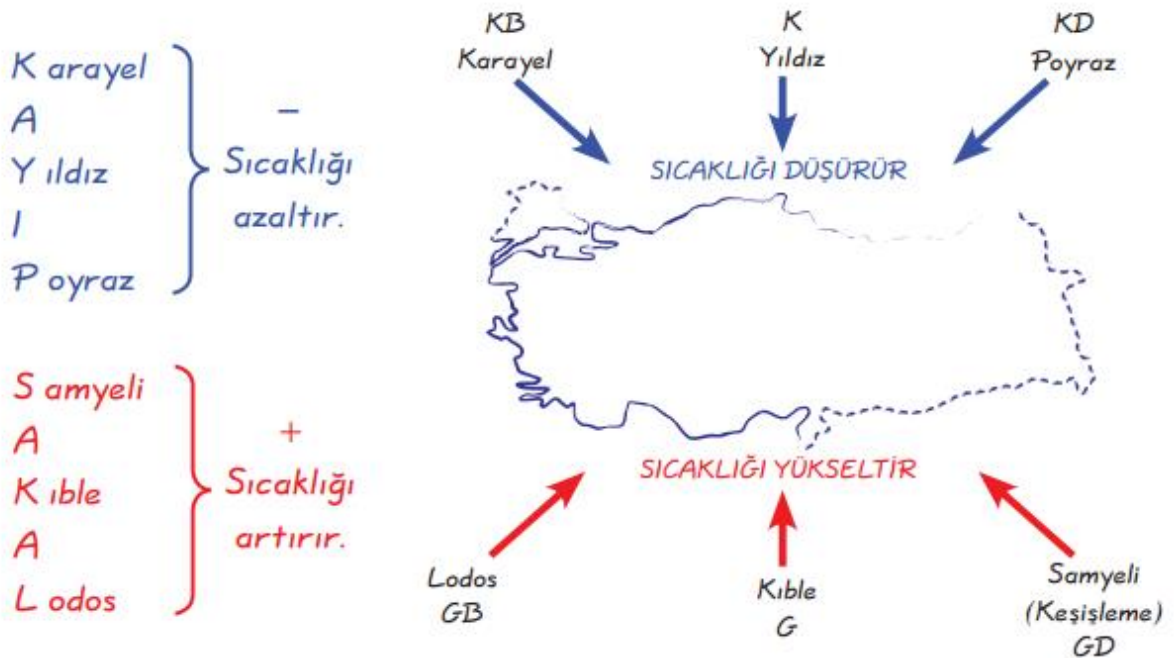 K arayel
A
Y ıldız
I
P oyraz
–
Sıcaklığı
azaltır.
S amyeli
A
K ıble
A
L odos
+
Sıcaklığı
artırır.
KB
Karayel
K
Yıldız
KD
Poyraz
SICAKLIĞI DÜŞÜRÜR
SICAKLIĞI YÜKSELTİR
Lodos
GB
Kıble
G
Samyeli
(Keşişleme)
GD